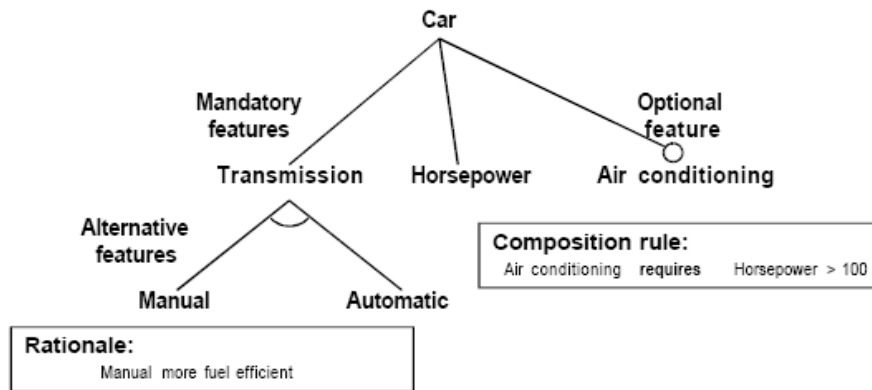 Car
Mandatory
features
Optional
feature
Transmission
Horsepower
Air conditioning
Alternative
features
Composition rule:
Air conditioning requires Horsepower > 100
Manual
Automatic
Rationale:
Manual more fuel efficient